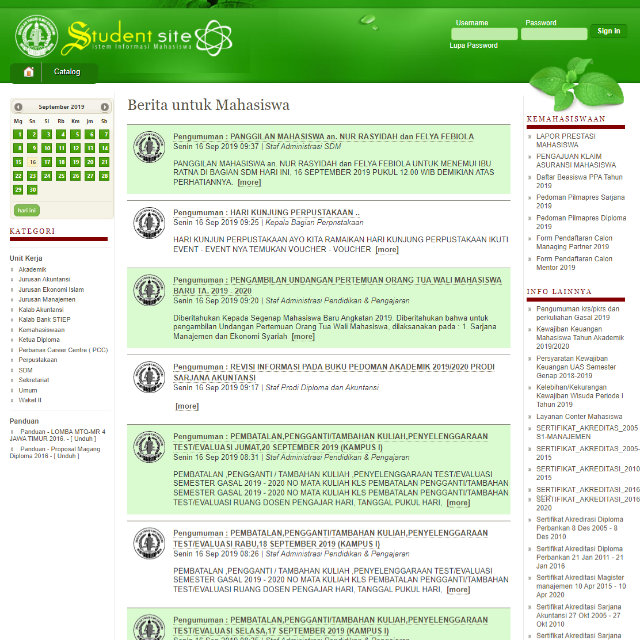 Student site
Sistem Informasi Mahasiswa
Username
Password
Sign in
Lupa Password
Catalog
September 2019
Mg Sn Sl Rb Km Jm Sb
1 2 3 4 5 6 7
8 9 10 11 12 13 14
15 16 17 18 19 20 21
22 23 24 25 26 27 28
29 30
hari ini
KATEGORI
Unit Kerja
Akademik
Jurusan Akuntansi
Jurusan Ekonomi Islam
Jurusan Manajemen
Kalab Akuntansi
Kalab Bank STIEP
Kemahasiswaan
Ketua Diploma
Perbanas Career Centre ( PCC)
Perpustakaan
SDM
Sekretariat
Umum
Waket II
Panduan
Panduan - LOMBA MTQ-MR 4
JAWA TIMUR 2016. - [ Unduh ]
Panduan - Proposal Magang
Diploma 2016 - [ Unduh ]
Berita untuk Mahasiswa
Pengumuman : PANGGILAN MAHASISWA an. NUR RASYIDAH dan FELYA FEBIOLA
Senin 16 Sep 2019 09:37 | Staf Administrasi SDM
PANGGILAN MAHASISWA an. NUR RASYIDAH dan FELYA FEBIOLA UNTUK MENEMUI IBU
RATNA DI BAGIAN SDM HARI INI, 16 SEPTEMBER 2019 PUKUL 12.00 WIB DEMIKIAN ATAS
PERHATIANNYA. [more]
Pengumuman : HARI KUNJUNG PERPUSTAKAAN ..
Senin 16 Sep 2019 09:25 | Kepala Bagian Perpustakaan
HARI KUNJUN PERPUSTAKAAN AYO KITA RAMAIKAN HARI KUNJUNG PERPUSTAKAAN IKUTI
EVENT - EVENT NYA TEMUKAN VOUCHER - VOUCHER [more]
Pengumuman : PENGAMBILAN UNDANGAN PERTEMUAN ORANG TUA WALI MAHASISWA
BARU TA. 2019 - 2020
Senin 16 Sep 2019 09:20 | Staf Administrasi Pendidikan & Pengajaran
Diberitahukan Kepada Segenap Mahasiswa Baru Angkatan 2019. Diberitahukan bahwa untuk
pengambilan Undangan Pertemuan Orang Tua Wali Mahasiswa, dilaksanakan pada : 1. Sarjana
Manajemen dan Ekonomi Syariah [more]
Pengumuman : REVISI INFORMASI PADA BUKU PEDOMAN AKADEMIK 2019/2020 PRODI
SARJANA AKUNTANSI
Senin 16 Sep 2019 09:17 | Staf Prodi Diploma dan Akuntansi
[more]
Pengumuman : PEMBATALAN,PENGGANTI/TAMBAHAN KULIAH,PENYELENGGARAAN
TEST/EVALUASI JUMAT,20 SEPTEMBER 2019 (KAMPUS I)
Senin 16 Sep 2019 08:31 | Staf Administrasi Pendidikan & Pengajaran
PEMBATALAN ,PENGGANTI / TAMBAHAN KULIAH ,PENYELENGGARAAN TEST/EVALUASI
SEMESTER GASAL 2019 - 2020 NO MATA KULIAH KLS PEMBATALAN PENGGANTI/TAMBAHAN
SEMESTER GASAL 2019 - 2020 NO MATA KULIAH KLS PEMBATALAN PENGGANTI/TAMBAHAN
TEST/EVALUASI RUANG DOSEN PENGAJAR HARI, TANGGAL PUKUL HARI, [more]
Pengumuman : PEMBATALAN,PENGGANTI/TAMBAHAN KULIAH,PENYELENGGARAAN
TEST/EVALUASI RABU,18 SEPTEMBER 2019 (KAMPUS I)
Senin 16 Sep 2019 08:26 | Staf Administrasi Pendidikan & Pengajaran
PEMBATALAN ,PENGGANTI / TAMBAHAN KULIAH ,PENYELENGGARAAN TEST/EVALUASI
SEMESTER GASAL 2019 - 2020 NO MATA KULIAH KLS PEMBATALAN PENGGANTI/TAMBAHAN
TEST/EVALUASI RUANG DOSEN PENGAJAR HARI, TANGGAL PUKUL HARI, [more]
Pengumuman : PEMBATALAN,PENGGANTI/TAMBAHAN KULIAH,PENYELENGGARAAN
TEST/EVALUASI SELASA,17 SEPTEMBER 2019 (KAMPUS I)
KEMAHASISWAAN
LAPOR PRESTASI
MAHASISWA
PENGAJUAN KLAIM
ASURANSI MAHASISWA
Daftar Beasiswa PPA Tahun
2019
Pedoman Pilmapres Sarjana
2019
Pedoman Pilmapres Diploma
2019
Form Pendaftaran Calon
Managing Partner 2019
Form Pendaftaran Calon
Mentor 2019
INFO LAINNYA
Pengumuman krs/pkrs dan
perkuliahan Gasal 2019
Kewajiban Keuangan
Mahasiswa Tahun Akademik
2019/2020
Persyaratan Kewajiban
Keuangan UAS Semester
Genap 2018-2019
Kelebihan/Kekurangan
Kewajiban Wisuda Periode I
Tahun 2019
Layanan Center Mahasiswa
SERTIFIKAT_AKREDITAS_2005
S1-MANAJEMEN
SERTIFIKAT_AKREDITASI_2005-
2015
SERTIFIKAT_AKREDITASI_2010
2015
SERTIFIKAT_AKREDITASI_2016
SERTIFIKAT_AKREDITASI_2016
2020
Sertifikat Akreditasi Diploma
Perbankan 8 Des 2005 - 8
Des 2010
Sertifikat Akreditasi Diploma
Perbankan 21 Jan 2011 - 21
Jan 2016
Sertifikat Akreditasi Magister
manajemen 10 Apr 2015 - 10
Apr 2020
Sertifikat Akreditasi Sarjana
Akuntansi 27 Okt 2005 - 27
Okt 2010
Sertifikat Akreditasi Sarjana